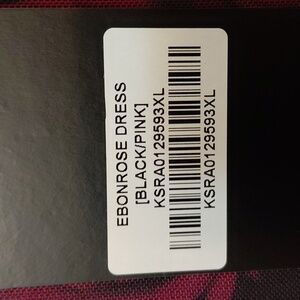 EBONROSE DRESS
[BLACK/PINK]
KSRA0129593XL
KSRA0129593XL